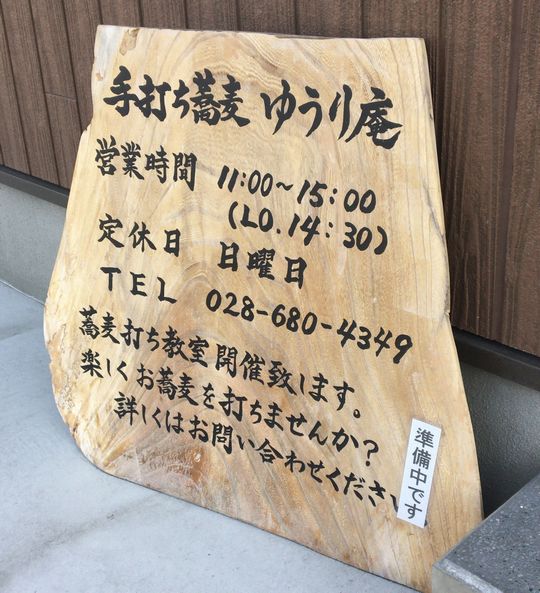 手打ち蕎麦 ゆうり庵
営業時間 11:00～15:00
(LO.14:30)
定休日 日曜日
TEL 028-680-4349
蕎麦打ち教室開催致します。
楽しくお蕎麦を打ちませんか?
詳しくはお問い合わせください。
準備中です